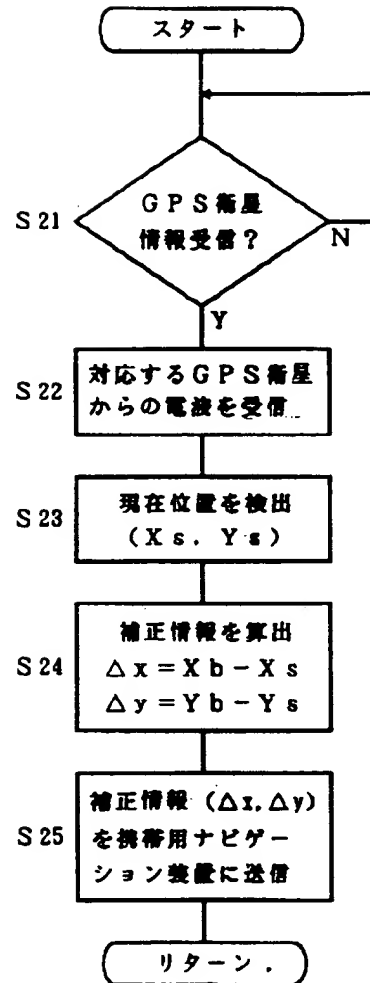 スタート
S21
GPS衛星
情報受信?
N
Y
S22
対応するGPS衛星
からの電波を受信
S23
現在位置を検出
(Xs, Ys)
S24
補正情報を算出
△x=Xb-Xs
△y=Yb-Ys
S25
補正情報(△x,△y)
を携帯用ナビゲー
ション装置に送信
リターン